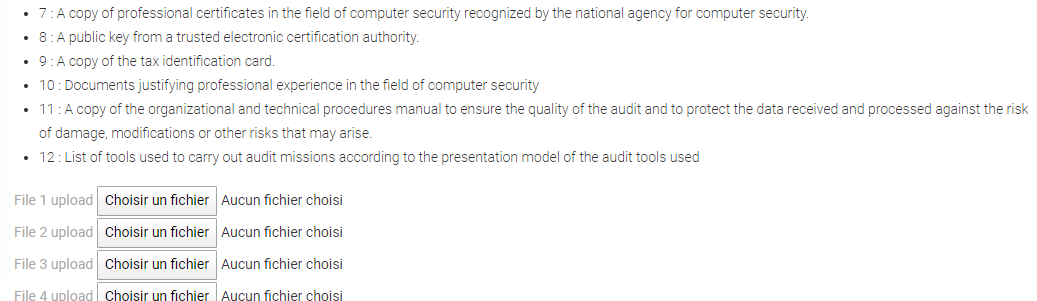 • 7 : A copy of professional certificates in the field of computer security recognized by the national agency for computer security.
• 8 : A public key from a trusted electronic certification authority.
• 9 : A copy of the tax identification card.
• 10 : Documents justifying professional experience in the field of computer security
• 11 : A copy of the organizational and technical procedures manual to ensure the quality of the audit and to protect the data received and processed against the risk
of damage, modifications or other risks that may arise.
• 12 : List of tools used to carry out audit missions according to the presentation model of the audit tools used
File 1 upload Choisir un fichier Aucun fichier choisi
File 2 upload Choisir un fichier Aucun fichier choisi
File 3 upload Choisir un fichier Aucun fichier choisi
File 4 upload Choisir un fichier Aucun fichier choisi